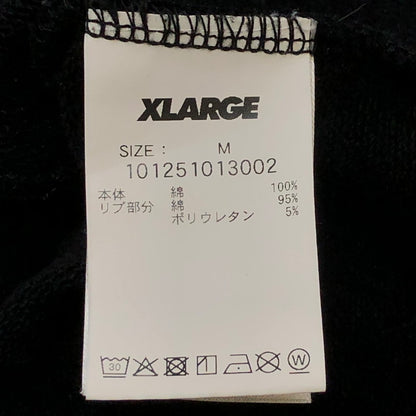 XLARGE
SIZE : M
101251013002
本体 綿 100%
リブ部分 綿 95%
ポリウレタン 5%
30 1 W